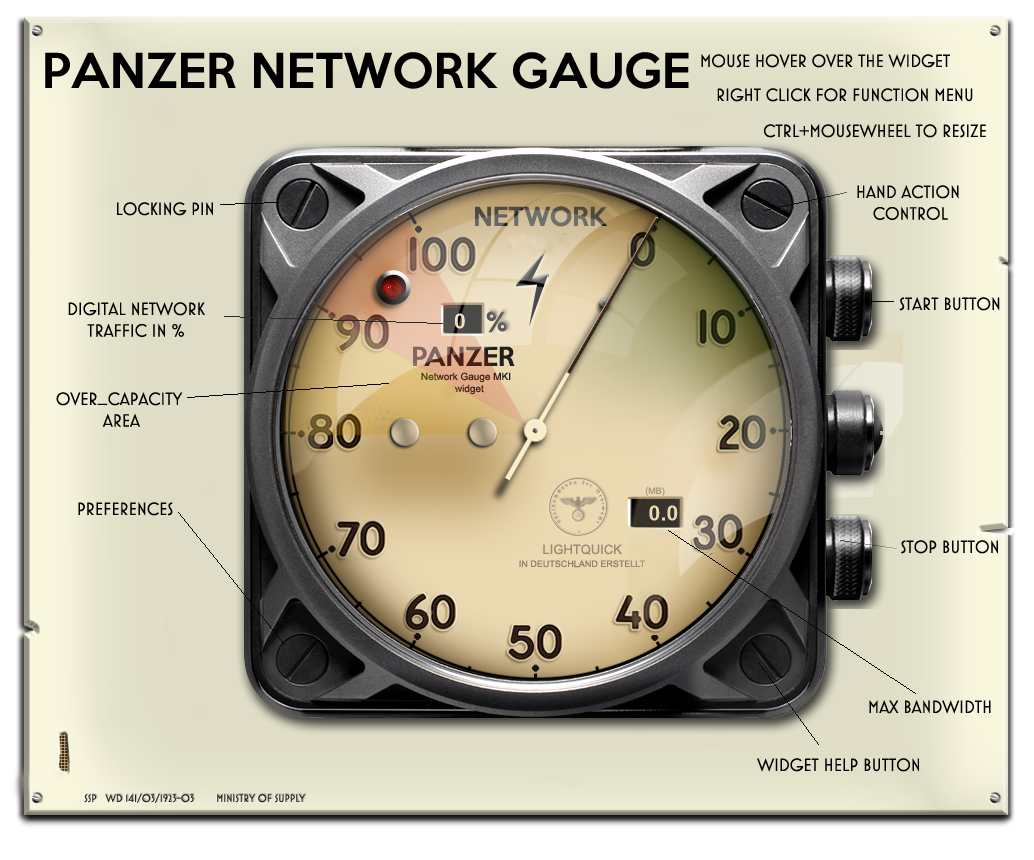 PANZER NETWORK GAUGE
MOUSE HOVER OVER THE WIDGET
RIGHT CLICK FOR FUNCTION MENU
CTRL+MOUSEWHEEL TO RESIZE
LOCKING PIN
HAND ACTION
CONTROL
NETWORK
100
0
DIGITAL NETWORK
TRAFFIC IN %
START BUTTON
90
0 %
10
PANZER
Network Gauge MKI
widget
OVER_CAPACITY
AREA
80
20
PREFERENCES
(MB)
0.0
70
30
LIGHTQUICK
IN DEUTSCHLAND ERSTELLT
STOP BUTTON
60
50
40
MAX BANDWIDTH
WIDGET HELP BUTTON
SSP WD 141/03/1923-03 MINISTRY OF SUPPLY